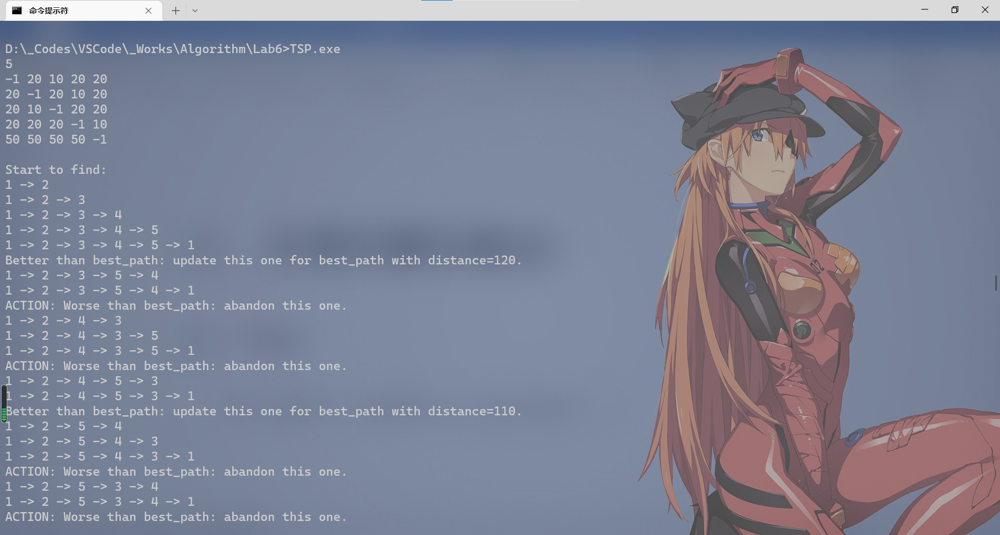 命令提示符
D:\_Codes\VSCode\_Works\Algorithm\Lab6>TSP.exe
5
-1 20 10 20 20
20 -1 20 10 20
20 10 -1 20 20
20 20 20 -1 10
50 50 50 50 -1
Start to find:
1 -> 2
1 -> 2 -> 3
1 -> 2 -> 3 -> 4
1 -> 2 -> 3 -> 4 -> 5
1 -> 2 -> 3 -> 4 -> 5 -> 1
Better than best_path: update this one for best_path with distance=120.
1 -> 2 -> 3 -> 5 -> 4
1 -> 2 -> 3 -> 5 -> 4 -> 1
ACTION: Worse than best_path: abandon this one.
1 -> 2 -> 4 -> 3
1 -> 2 -> 4 -> 3 -> 5
1 -> 2 -> 4 -> 3 -> 5 -> 1
ACTION: Worse than best_path: abandon this one.
1 -> 2 -> 4 -> 5 -> 3
1 -> 2 -> 4 -> 5 -> 3 -> 1
Better than best_path: update this one for best_path with distance=110.
1 -> 2 -> 5 -> 4
1 -> 2 -> 5 -> 4 -> 3
1 -> 2 -> 5 -> 4 -> 3 -> 1
ACTION: Worse than best_path: abandon this one.
1 -> 2 -> 5 -> 3 -> 4
1 -> 2 -> 5 -> 3 -> 4 -> 1
ACTION: Worse than best_path: abandon this one.
02